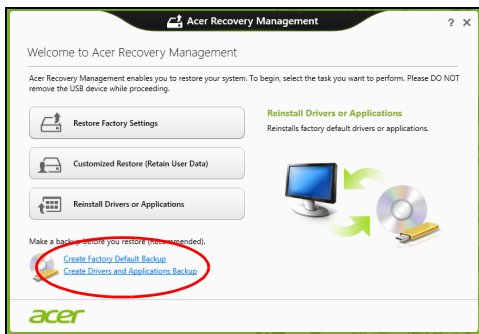 Acer Recovery Management
? ×
Welcome to Acer Recovery Management
Acer Recovery Management enables you to restore your system. To begin, select the task you want to perform. Please DO NOT
remove the USB device while proceeding.
Restore Factory Settings
Customized Restore (Retain User Data)
Reinstall Drivers or Applications
Reinstall Drivers or Applications
Reinstalls factory default drivers or applications.
Make a backup before you restore (Recommended).
Create Factory Default Backup
Create Drivers and Applications Backup
acer